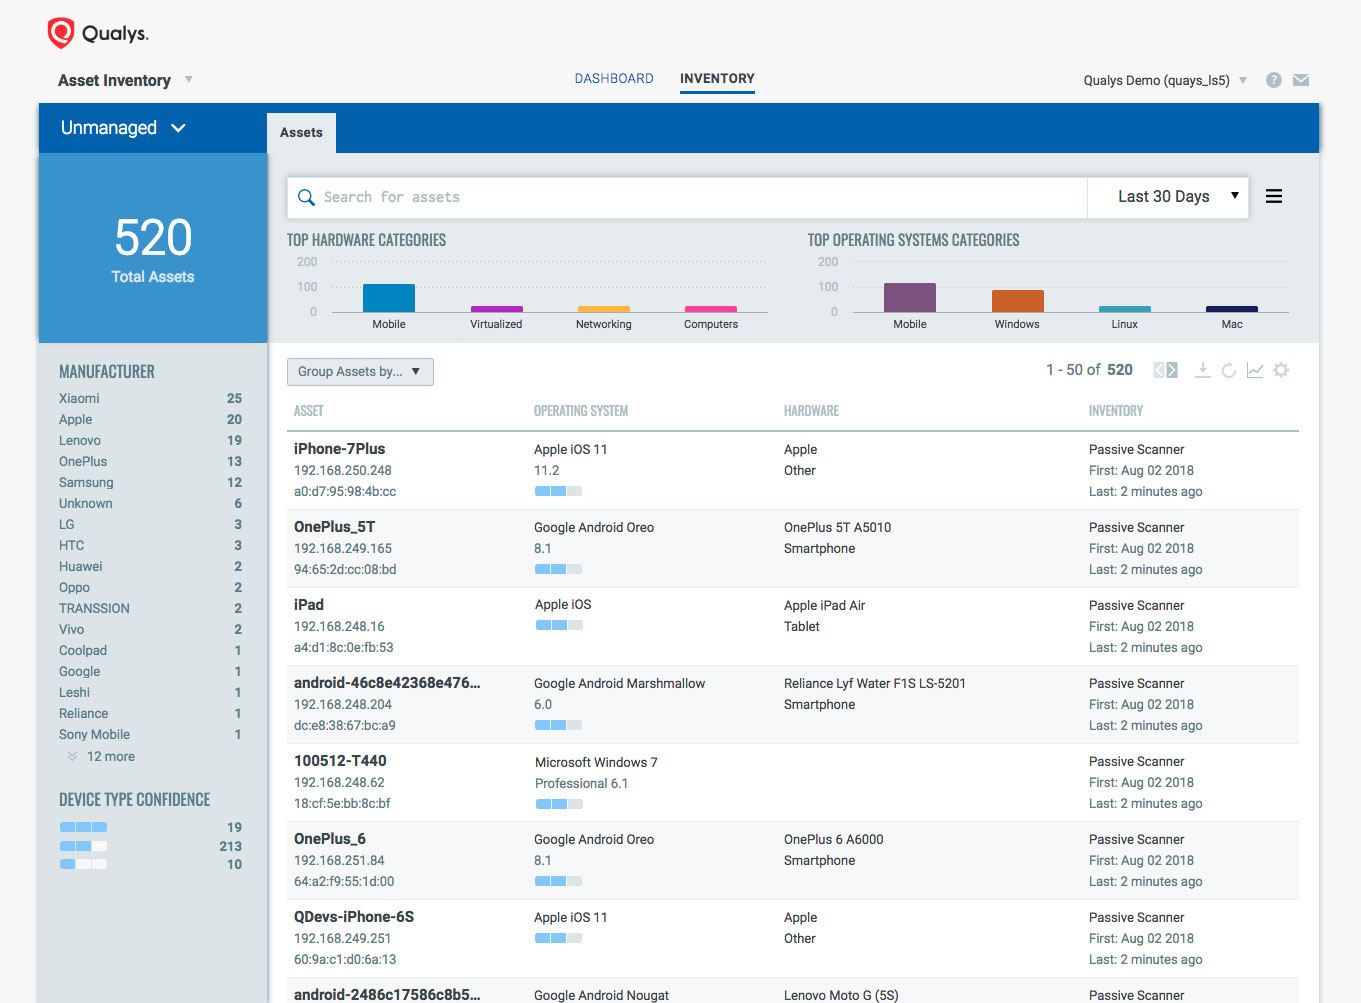 Qualys.
Asset Inventory
DASHBOARD INVENTORY
Qualys Demo (quays_ls5)
?
Unmanaged
Assets
520
Total Assets
Search for assets
Last 30 Days
TOP HARDWARE CATEGORIES
200
100
0
Mobile Virtualized Networking Computers
TOP OPERATING SYSTEMS CATEGORIES
200
100
0
Mobile Windows Linux Mac
MANUFACTURER
Xiaomi 25
Apple 20
Lenovo 19
OnePlus 13
Samsung 12
Unknown 6
LG 3
HTC 3
Huawei 2
Oppo 2
TRANSSION 2
Vivo 2
Coolpad 1
Google 1
Leshi 1
Reliance 1
Sony Mobile 1
12 more
DEVICE TYPE CONFIDENCE
19
213
10
Group Assets by...
1 - 50 of 520
ASSET OPERATING SYSTEM HARDWARE INVENTORY
iPhone-7Plus Apple iOS 11 Apple Passive Scanner
192.168.250.248 11.2 Other First: Aug 02 2018
a0:d7:95:98:4b:cc Last: 2 minutes ago
OnePlus_5T Google Android Oreo OnePlus 5T A5010 Passive Scanner
192.168.249.165 8.1 Smartphone First: Aug 02 2018
94:65:2d:cc:08:bd Last: 2 minutes ago
iPad Apple iOS Apple iPad Air Passive Scanner
192.168.248.16 Tablet First: Aug 02 2018
a4:d1:8c:0e:fb:53 Last: 2 minutes ago
android-46c8e42368e476... Google Android Marshmallow Reliance Lyf Water F1S LS-5201 Passive Scanner
192.168.248.204 6.0 Smartphone First: Aug 02 2018
dc:e8:38:67:bc:a9 Last: 2 minutes ago
100512-T440 Microsoft Windows 7 Passive Scanner
192.168.248.62 Professional 6.1 First: Aug 02 2018
18:cf:5e:bb:8c:bf Last: 2 minutes ago
OnePlus_6 Google Android Oreo OnePlus 6 A6000 Passive Scanner
192.168.251.84 8.1 Smartphone First: Aug 02 2018
64:a2:f9:55:1d:00 Last: 2 minutes ago
QDevs-iPhone-6S Apple iOS 11 Apple Passive Scanner
192.168.249.251 Other First: Aug 02 2018
60:9a:c1:d0:6a:13 Last: 2 minutes ago
android-2486c17586c8b5... Google Android Nougat Lenovo Moto G (5S) Passive Scanner